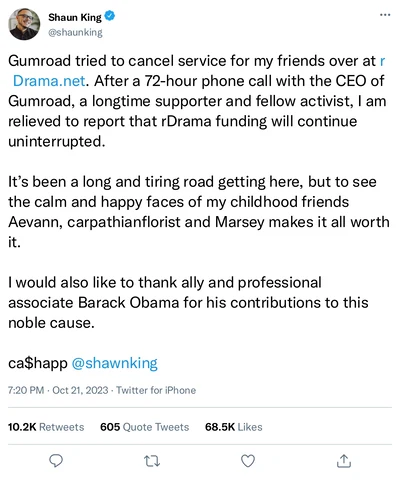 Shaun King
@shaunking
Gumroad tried to cancel service for my friends over at r
Drama.net. After a 72-hour phone call with the CEO of
Gumroad, a longtime supporter and fellow activist, I am
relieved to report that rDrama funding will continue
uninterrupted.
It's been a long and tiring road getting here, but to see
the calm and happy faces of my childhood friends
Aevann, carpathianflorist and Marsey makes it all worth
it.
I would also like to thank ally and professional
associate Barack Obama for his contributions to this
noble cause.
ca$happ @shawnking
7:20 PM · Oct 21, 2023 · Twitter for iPhone
10.2K Retweets 605 Quote Tweets 68.5K Likes